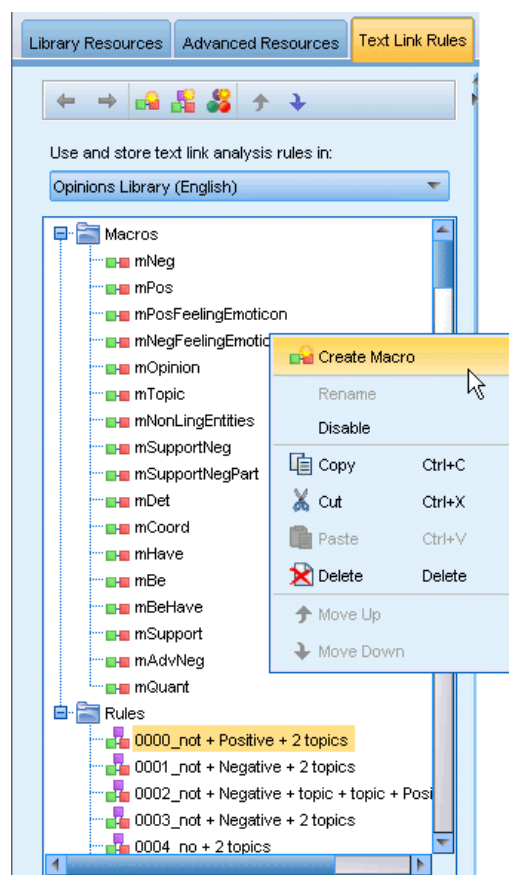 Library Resources
Advanced Resources
Text Link Rules
Use and store text link analysis rules in:
Opinions Library (English)
Macros
mNeg
mPos
mPosFeelingEmoticon
mNegFeelingEmotic
mOpinion
mTopic
mNonLingEntities
mSupportNeg
mSupportNegPart
mDet
mCoord
mHave
mBe
mBeHave
mSupport
mAdvNeg
mQuant
Create Macro
Rename
Disable
Copy Ctrl+C
Cut Ctrl+X
Paste Ctrl+V
Delete Delete
Move Up
Move Down
Rules
0000_not + Positive + 2 topics
0001_not + Negative + 2 topics
0002_not + Negative + topic + topic + Posi
0003_not + Negative + 2 topics
0004_no + 2 topics